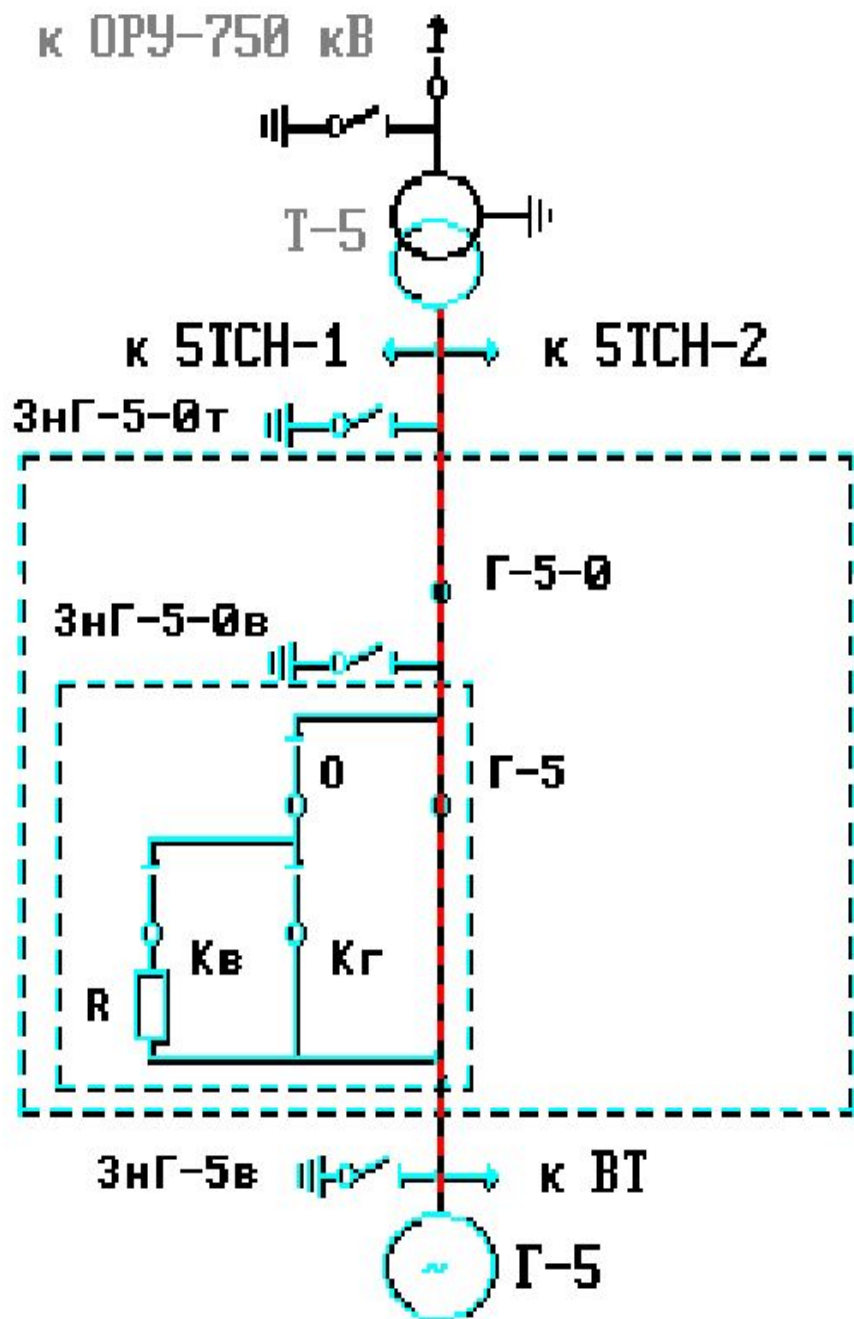 к ОРУ-750 кВ
Т-5
к 5ТСН-1
к 5ТСН-2
ЗнГ-5-0т
Г-5-0
ЗнГ-5-0в
О
Г-5
Кв
Кг
R
ЗнГ-5в
к ВТ
~
Г-5